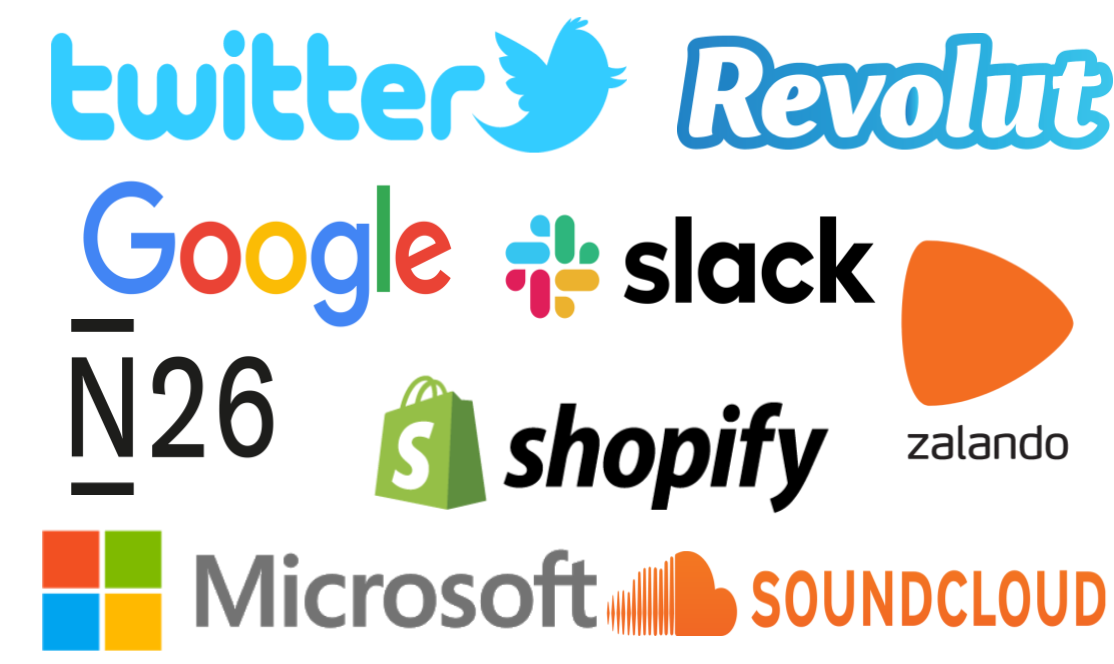 twitter
Revolut
Google
slack
N26
S shopify
zalando
Microsoft
SOUNDCLOUD